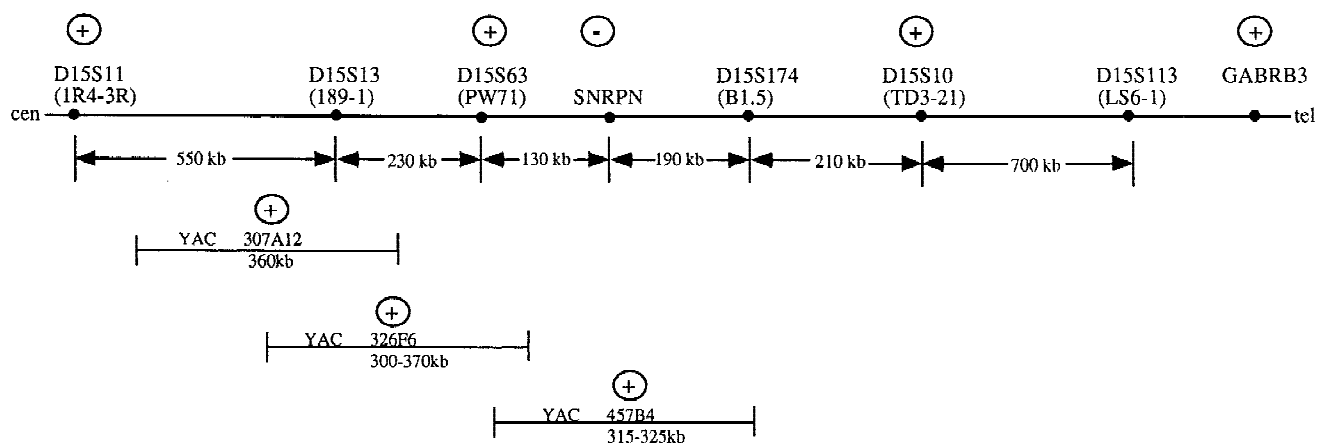 + + - + +
D15S11 D15S13 D15S63 D15S174 D15S10 D15S113 GABRB3
(1R4-3R) (189-1) (PW71) SNRPN (B1.5) (TD3-21) (LS6-1)
cen tel
550 kb 230 kb 130 kb 190 kb 210 kb 700 kb
+
YAC 307A12
360kb
+
YAC 326F6
300-370kb
+
YAC 457B4
315-325kb